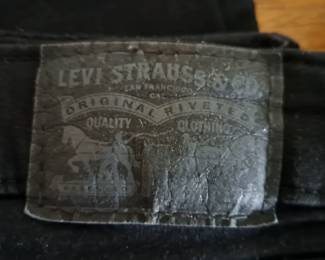 LEVI STRAUSS & CO.
SAN FRANCISCO
CAL.
ORIGINAL RIVETED
QUALITY CLOTHING